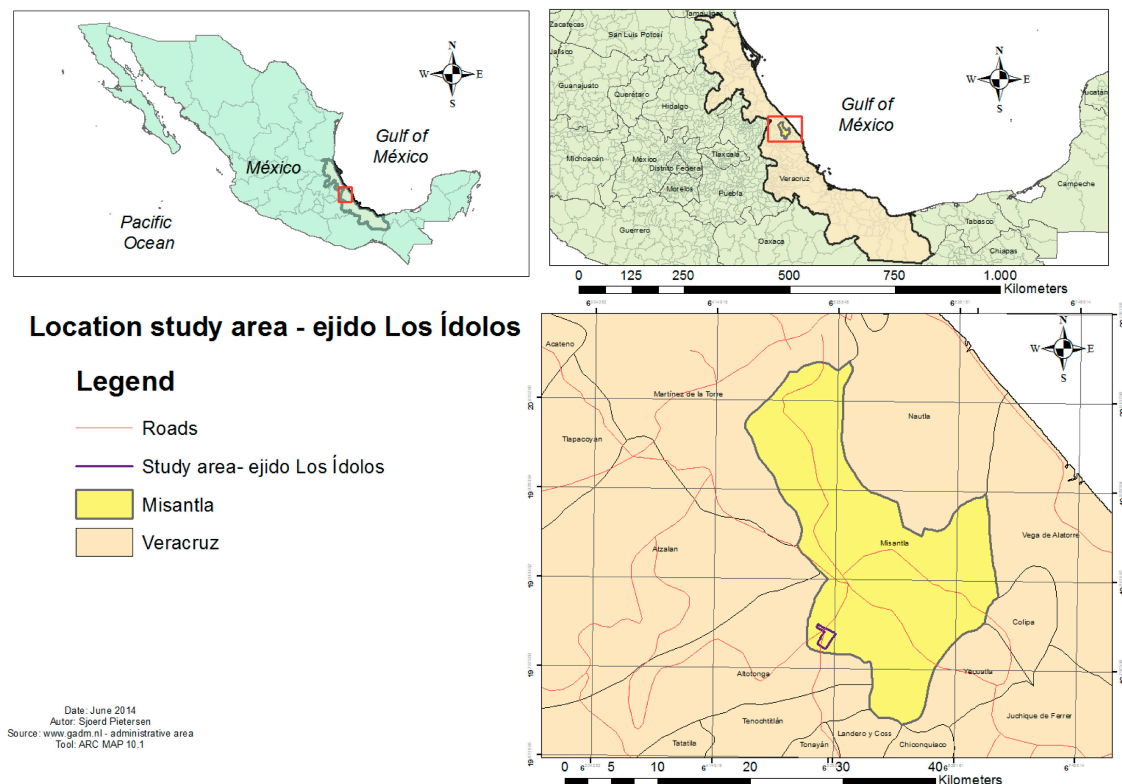 N
W E
S
Gulf of
México
México
Pacific
Ocean
Tamaulipas
Zacatecas
San Luis Potosí
Jalisco
Guanajuato
Querétaro
Hidalgo
Gulf of
México
N
W E
S
Yucatán
Michoacán
México
Tlaxcala
Distrito Federal
Morelos
Puebla
Veracruz
Campeche
Guerrero
Oaxaca
Tabasco
Chiapas
0 125 250 500 750 1.000
Kilometers
Location study area - ejido Los Ídolos
Legend
Roads
Study area- ejido Los Ídolos
Misantla
Veracruz
Date: June 2014
Autor: Sjoerd Pietersen
Source: www.gadm.nl - administrative area
Tool: ARC MAP 10.1
N
W E
S
Acateno
Martínez de la Torre
Nautla
Tlapacoyan
Atzalan
Misantla
Vega de Alatorre
Colipa
Altotonga
Yecuatla
Tenochtitlán
Juchique de Ferrer
Tatatila
Tonayán
Landero y Coss
Chiconquiaco
0 5 10 20 30 40
Kilometers